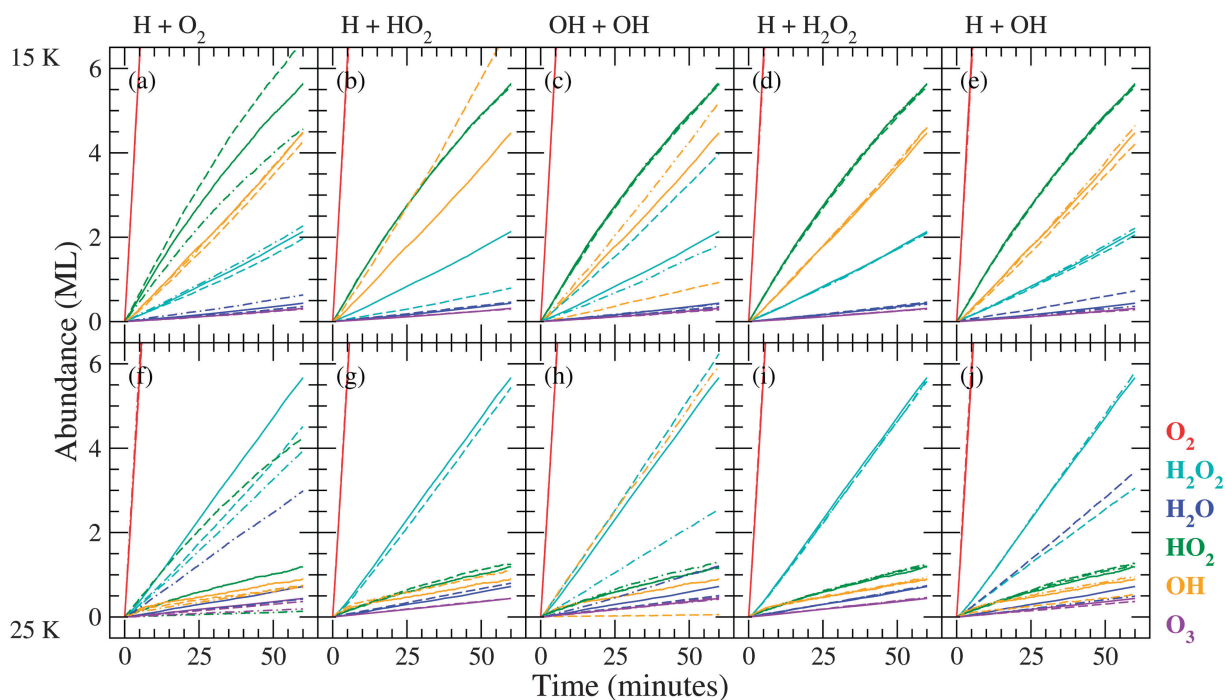 H + O₂ H + HO₂ OH + OH H + H₂O₂ H + OH
15 K
6 (a) (b) (c) (d) (e)
4
2
0
6 (f) (g) (h) (i) (j)
4
2
0
25 K
Abundance (ML)
0 25 50 0 25 50 0 25 50 0 25 50 0 25 50
Time (minutes)
O₂
H₂O₂
H₂O
HO₂
OH
O₃